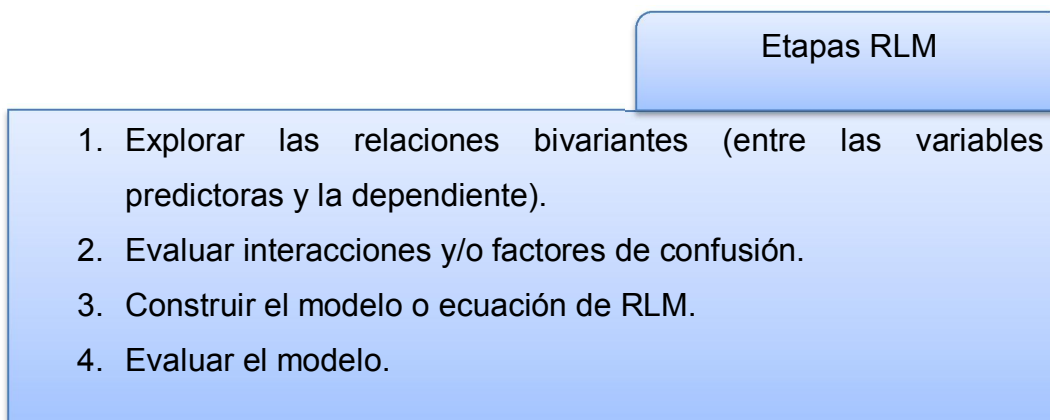 Etapas RLM
1. Explorar las relaciones bivariantes (entre las variables
predictoras y la dependiente).
2. Evaluar interacciones y/o factores de confusión.
3. Construir el modelo o ecuación de RLM.
4. Evaluar el modelo.